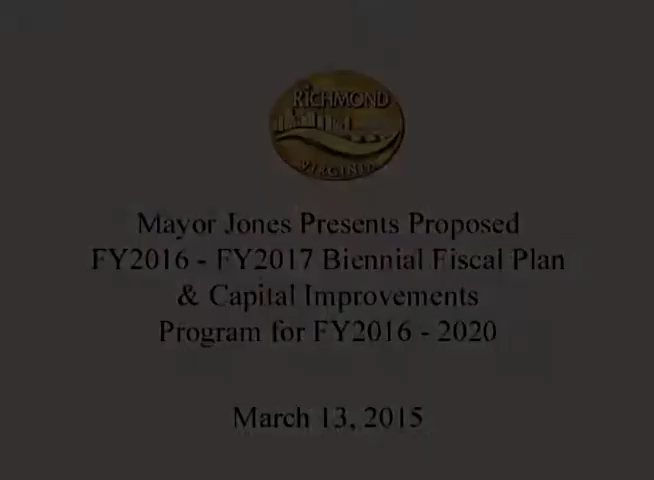 RICHMOND
VIRGINIA
Mayor Jones Presents Proposed
FY2016 - FY2017 Biennial Fiscal Plan
& Capital Improvements
Program for FY2016 - 2020
March 13, 2015